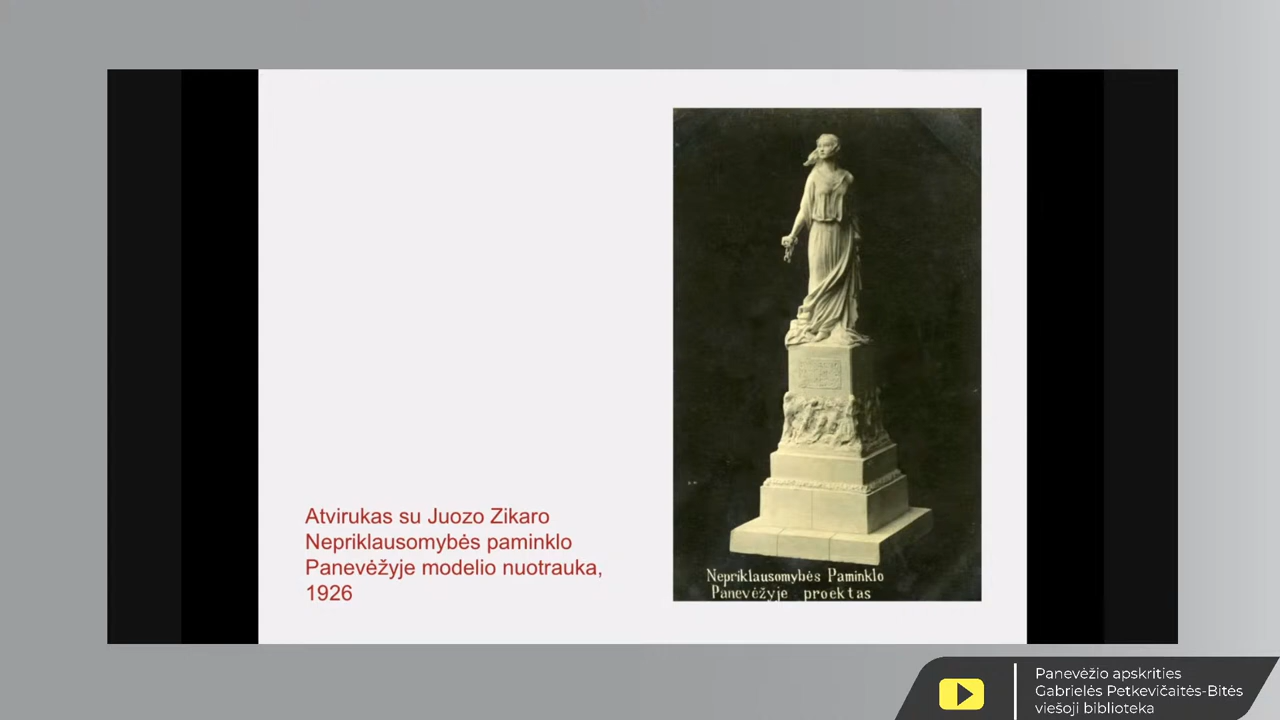 Atvirukas su Juozo Zikaro
Nepriklausomybės paminklo
Panevėžyje modelio nuotrauka,
1926
Nepriklausomybės Paminklo
Panevėžyje proektas
Panevėžio apskrities
Gabrielės Petkevičaitės-Bitės
viešoji biblioteka